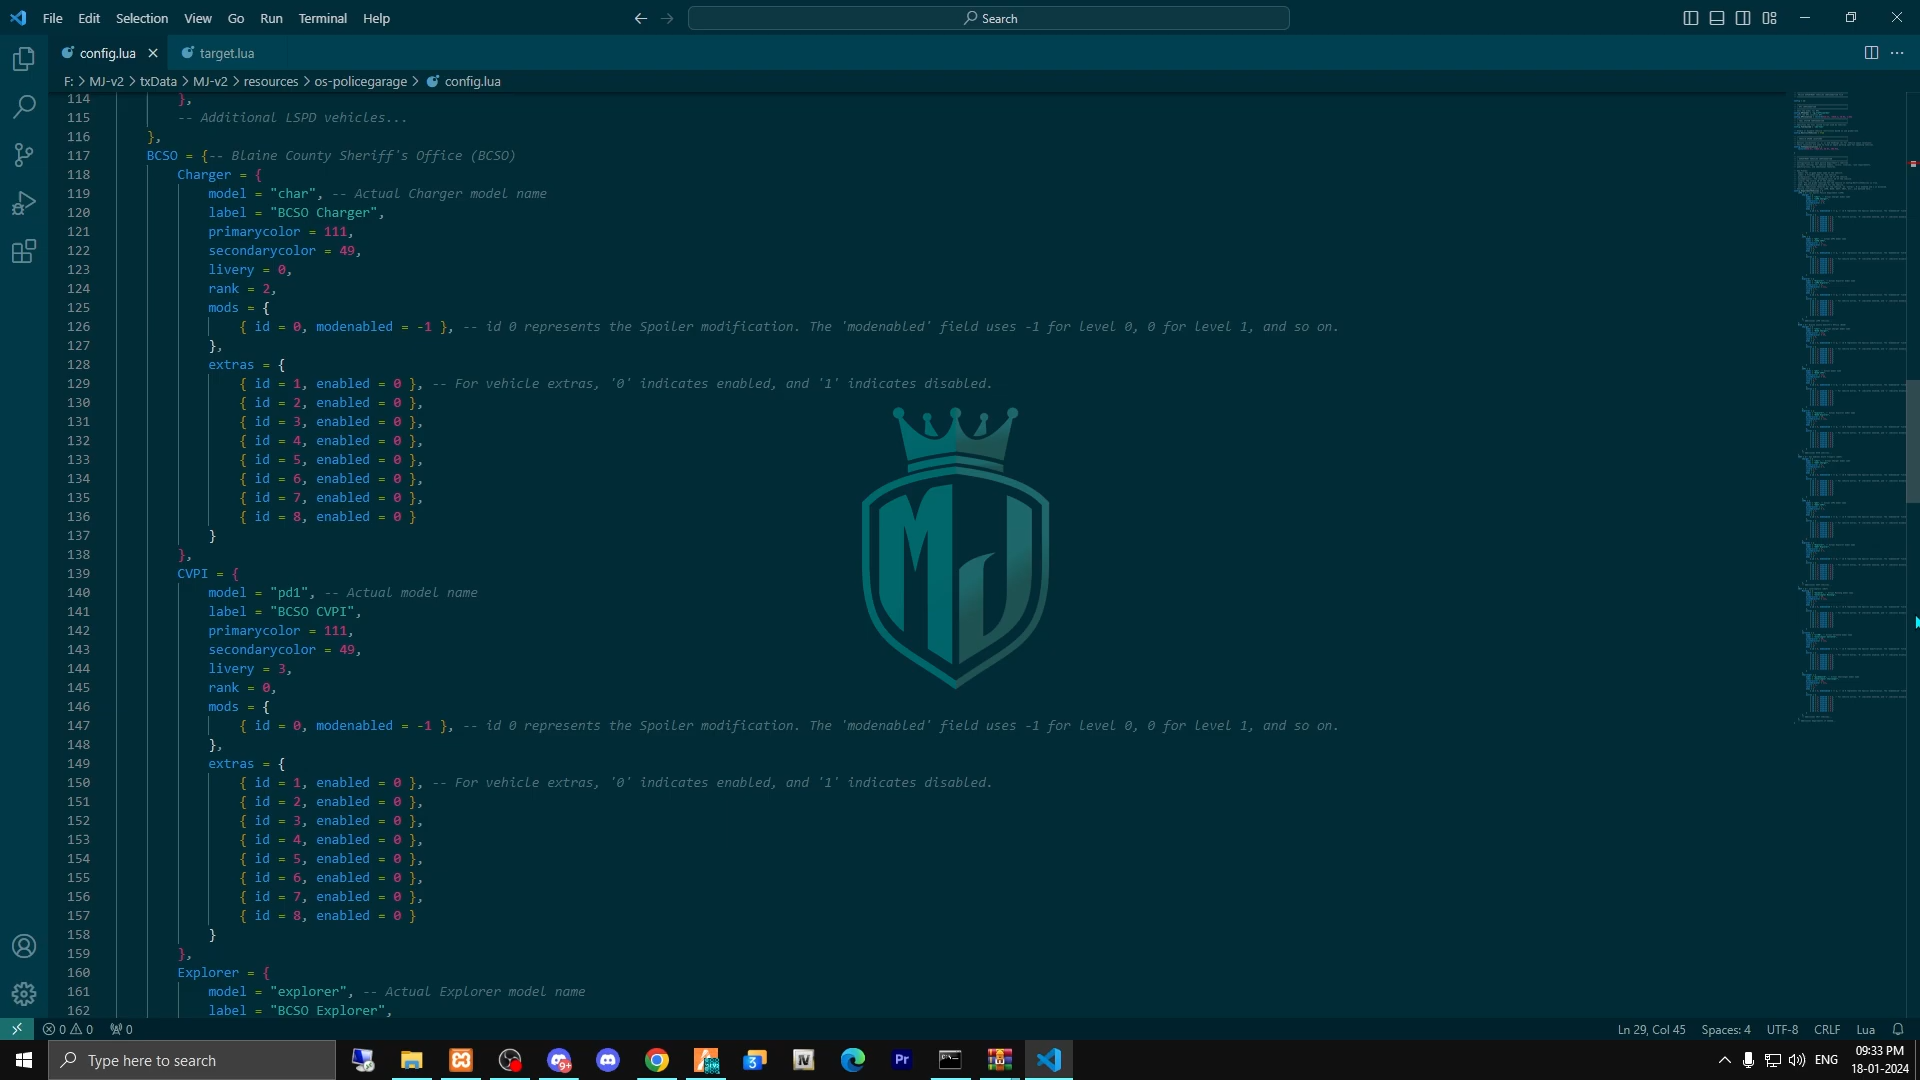 File Edit Selection View Go Run Terminal Help
Search
config.lua
target.lua
F: > MJ-v2 > txData > MJ-v2 > resources > os-policegarage > config.lua
114 },
115 -- Additional LSPD vehicles...
116 },
117 BCSO = {-- Blaine County Sheriff's Office (BCSO)
118 Charger = {
119 model = "char", -- Actual Charger model name
120 label = "BCSO Charger",
121 primarycolor = 111,
122 secondarycolor = 49,
123 livery = 0,
124 rank = 2,
125 mods = {
126 { id = 0, modenabled = -1 }, -- id 0 represents the Spoiler modification. The 'modenabled' field uses -1 for level 0, 0 for level 1, and so on.
127 },
128 extras = {
129 { id = 1, enabled = 0 }, -- For vehicle extras, '0' indicates enabled, and '1' indicates disabled.
130 { id = 2, enabled = 0 },
131 { id = 3, enabled = 0 },
132 { id = 4, enabled = 0 },
133 { id = 5, enabled = 0 },
134 { id = 6, enabled = 0 },
135 { id = 7, enabled = 0 },
136 { id = 8, enabled = 0 }
137 }
138 },
139 CVPI = {
140 model = "pd1", -- Actual model name
141 label = "BCSO CVPI",
142 primarycolor = 111,
143 secondarycolor = 49,
144 livery = 3,
145 rank = 0,
146 mods = {
147 { id = 0, modenabled = -1 }, -- id 0 represents the Spoiler modification. The 'modenabled' field uses -1 for level 0, 0 for level 1, and so on.
148 },
149 extras = {
150 { id = 1, enabled = 0 }, -- For vehicle extras, '0' indicates enabled, and '1' indicates disabled.
151 { id = 2, enabled = 0 },
152 { id = 3, enabled = 0 },
153 { id = 4, enabled = 0 },
154 { id = 5, enabled = 0 },
155 { id = 6, enabled = 0 },
156 { id = 7, enabled = 0 },
157 { id = 8, enabled = 0 }
158 }
159 },
160 Explorer = {
161 model = "explorer", -- Actual Explorer model name
162 label = "BCSO Explorer",
MJ
0 0 0
Ln 29, Col 45 Spaces: 4 UTF-8 CRLF Lua
Type here to search
9+
Pr
ENG
09:33 PM
18-01-2024